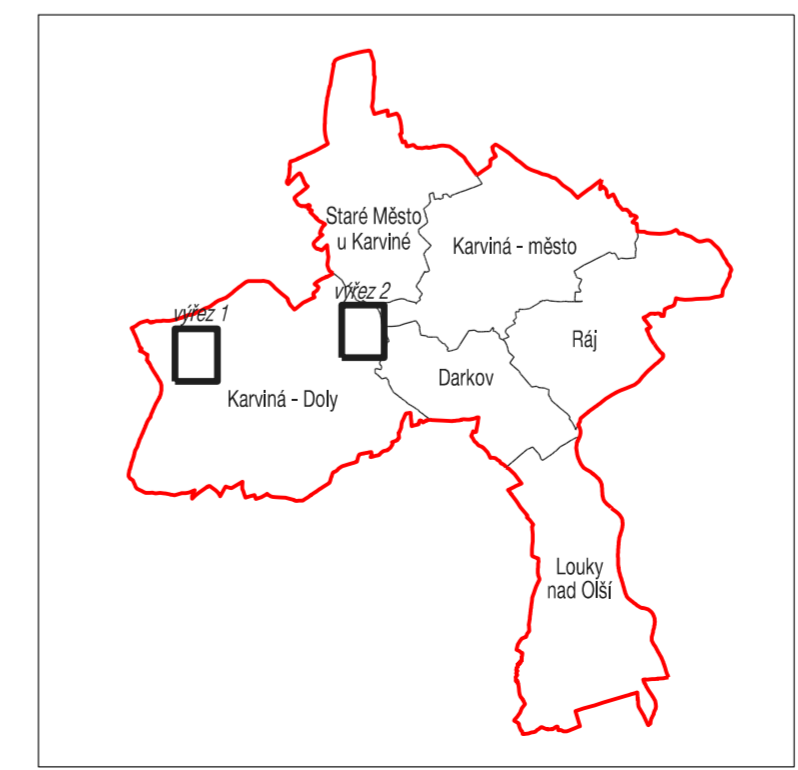 Staré Město
u Karviné
Karviná - město
výřez 2
výřez 1
Ráj
Darkov
Karviná - Doly
Louky
nad Olší